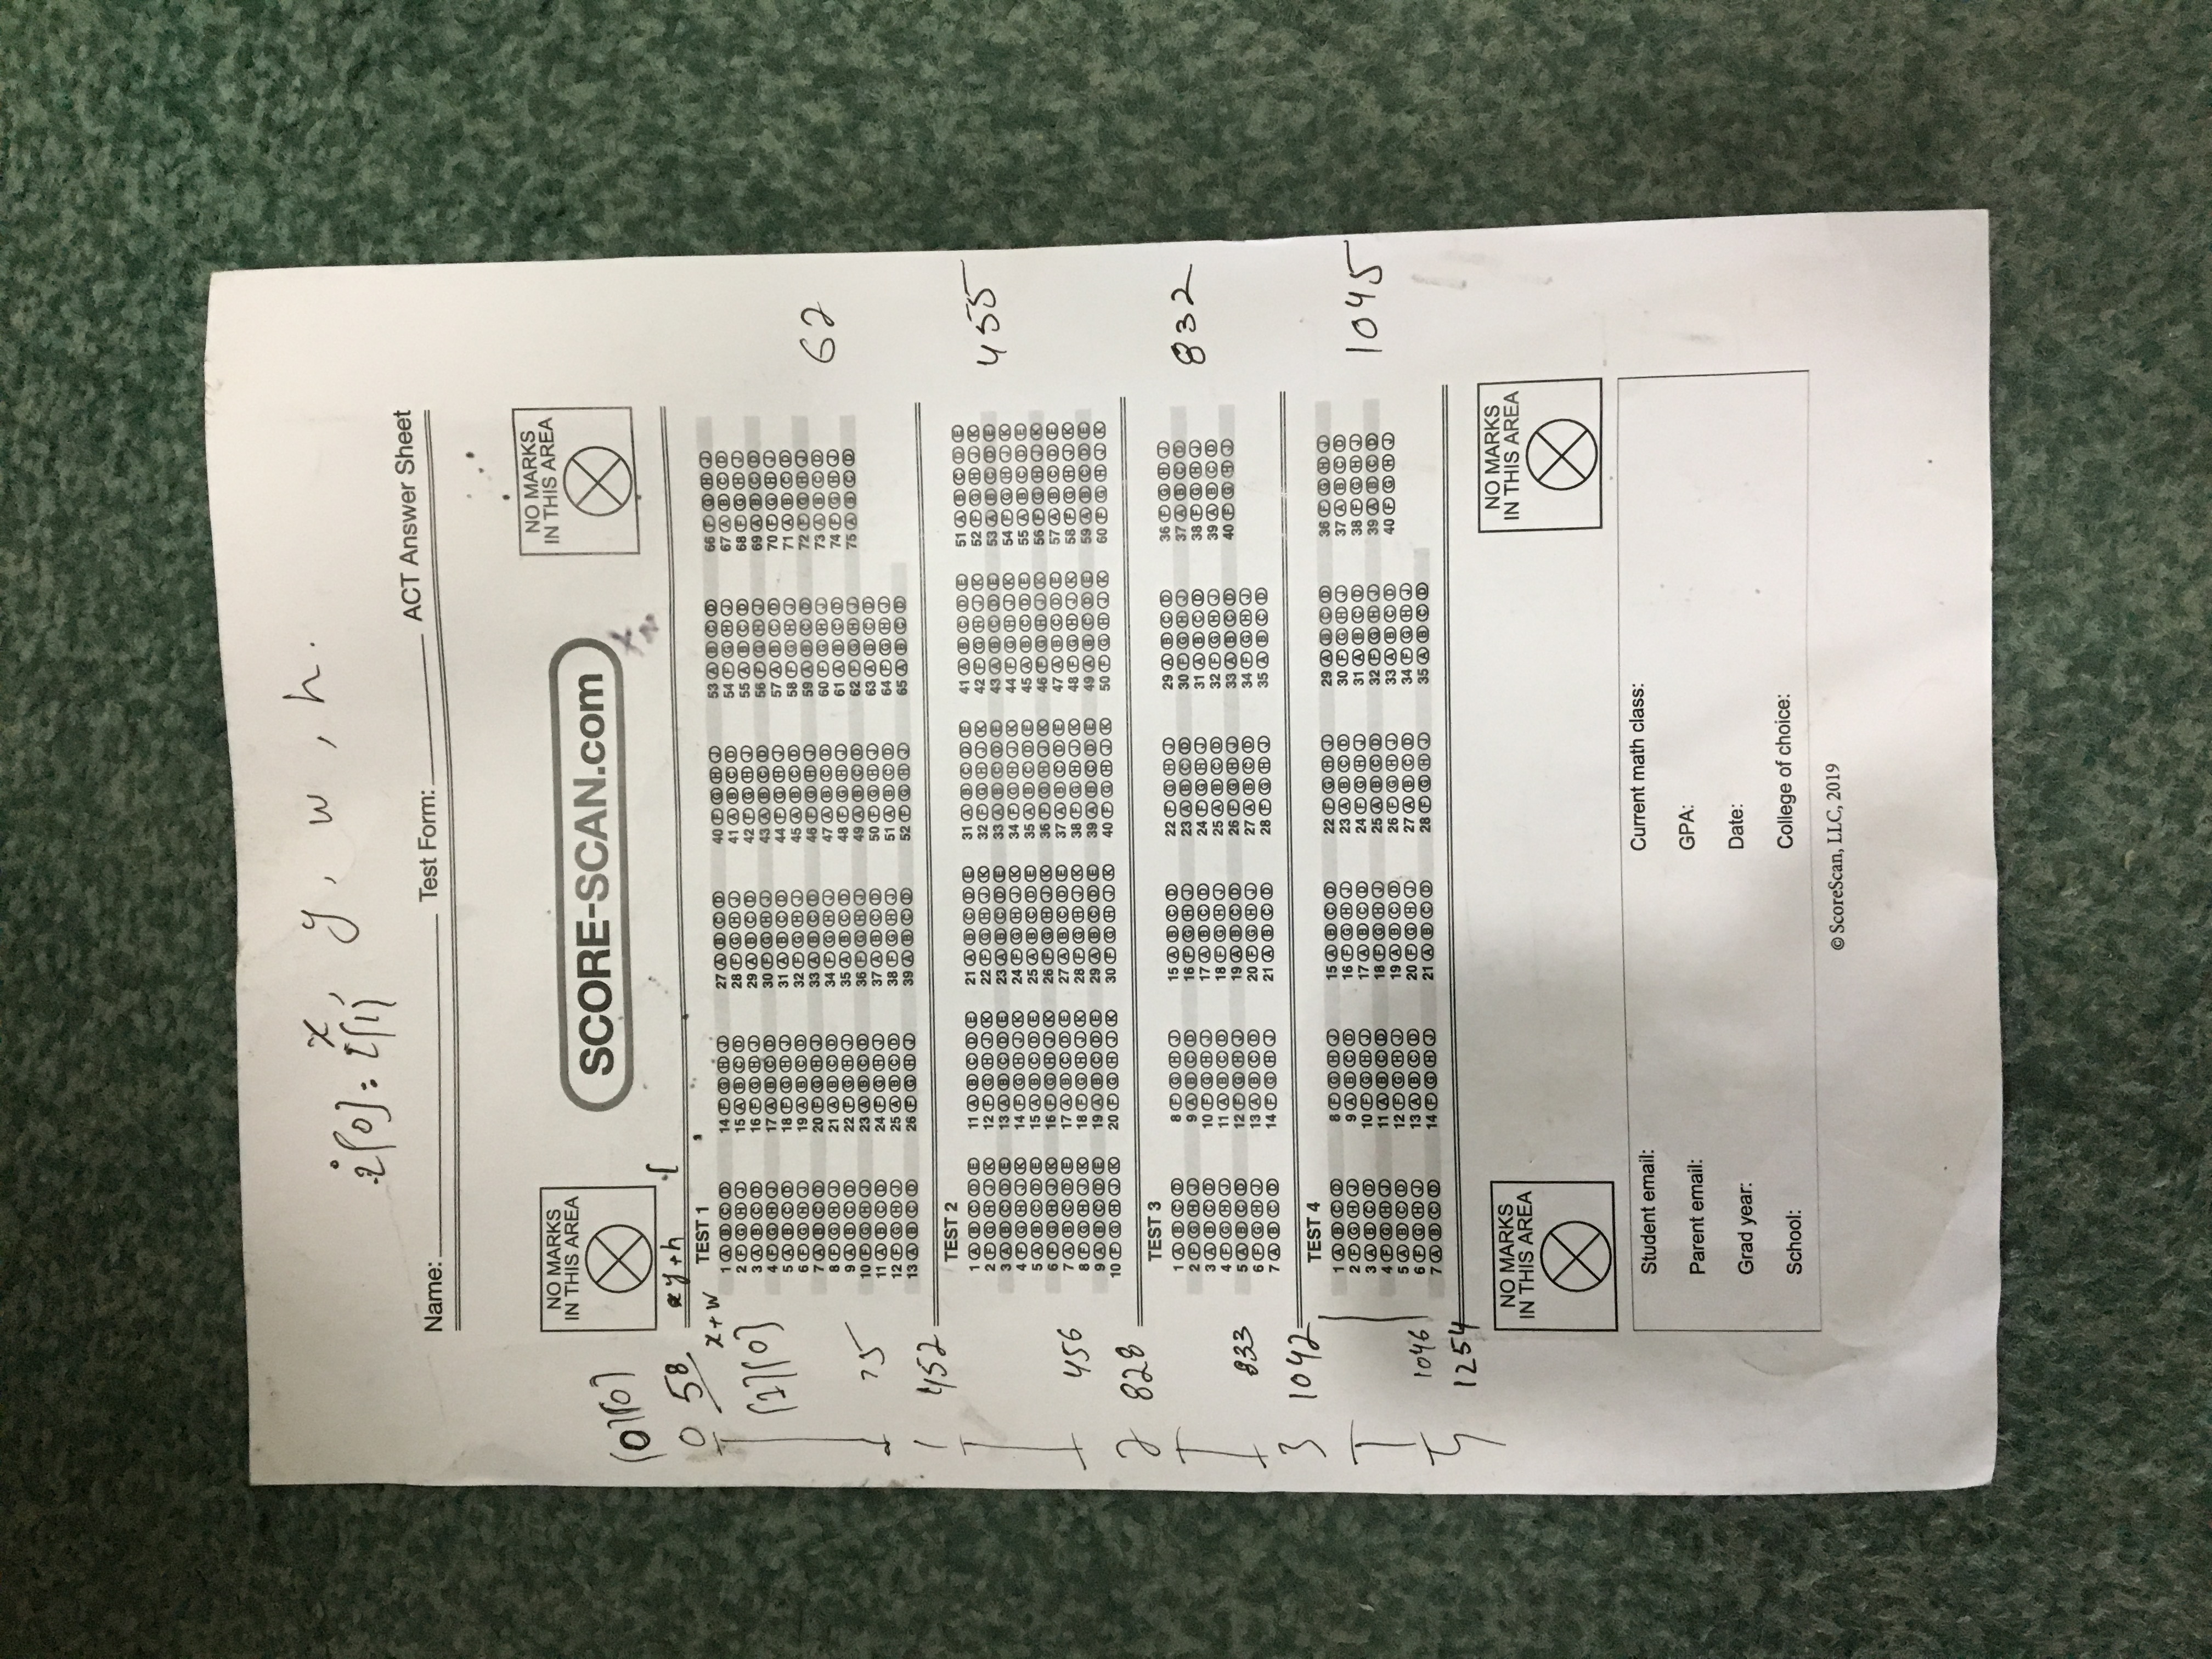 x, y, w, h.
i[0]: i[1]
Name: Test Form: ACT Answer Sheet
NO MARKS
IN THIS AREA
SCORE-SCAN.com
NO MARKS
IN THIS AREA
[0][0]
0 58
y+h
x+w
[1][0]
TEST 1
1 A B C D 14 F G H J 27 A B C D 40 F G H J 53 A B C D 66 F G H J
2 F G H J 15 A B C D 28 F G H J 41 A B C D 54 F G H J 67 A B C D
3 A B C D 16 F G H J 29 A B C D 42 F G H J 55 A B C D 68 F G H J
4 F G H J 17 A B C D 30 F G H J 43 A B C D 56 F G H J 69 A B C D
5 A B C D 18 F G H J 31 A B C D 44 F G H J 57 A B C D 70 F G H J
6 F G H J 19 A B C D 32 F G H J 45 A B C D 58 F G H J 71 A B C D
7 A B C D 20 F G H J 33 A B C D 46 F G H J 59 A B C D 72 F G H J
8 F G H J 21 A B C D 34 F G H J 47 A B C D 60 F G H J 73 A B C D
9 A B C D 22 F G H J 35 A B C D 48 F G H J 61 A B C D 74 F G H J
10 F G H J 23 A B C D 36 F G H J 49 A B C D 62 F G H J 75 A B C D
11 A B C D 24 F G H J 37 A B C D 50 F G H J 63 A B C D
12 F G H J 25 A B C D 38 F G H J 51 A B C D 64 F G H J
13 A B C D 26 F G H J 39 A B C D 52 F G H J 65 A B C D
62
1 452
TEST 2
1 A B C D E 11 A B C D E 21 A B C D E 31 A B C D E 41 A B C D E 51 A B C D E
2 F G H J K 12 F G H J K 22 F G H J K 32 F G H J K 42 F G H J K 52 F G H J K
3 A B C D E 13 A B C D E 23 A B C D E 33 A B C D E 43 A B C D E 53 A B C D E
4 F G H J K 14 F G H J K 24 F G H J K 34 F G H J K 44 F G H J K 54 F G H J K
5 A B C D E 15 A B C D E 25 A B C D E 35 A B C D E 45 A B C D E 55 A B C D E
6 F G H J K 16 F G H J K 26 F G H J K 36 F G H J K 46 F G H J K 56 F G H J K
7 A B C D E 17 A B C D E 27 A B C D E 37 A B C D E 47 A B C D E 57 A B C D E
8 F G H J K 18 F G H J K 28 F G H J K 38 F G H J K 48 F G H J K 58 F G H J K
9 A B C D E 19 A B C D E 29 A B C D E 39 A B C D E 49 A B C D E 59 A B C D E
10 F G H J K 20 F G H J K 30 F G H J K 40 F G H J K 50 F G H J K 60 F G H J K
455
456
2 828
TEST 3
1 A B C D 8 F G H J 15 A B C D 22 F G H J 29 A B C D 36 F G H J
2 F G H J 9 A B C D 16 F G H J 23 A B C D 30 F G H J 37 A B C D
3 A B C D 10 F G H J 17 A B C D 24 F G H J 31 A B C D 38 F G H J
4 F G H J 11 A B C D 18 F G H J 25 A B C D 32 F G H J 39 A B C D
5 A B C D 12 F G H J 19 A B C D 26 F G H J 33 A B C D 40 F G H J
6 F G H J 13 A B C D 20 F G H J 27 A B C D 34 F G H J
7 A B C D 14 F G H J 21 A B C D 28 F G H J 35 A B C D
832
833
3 1042
TEST 4
1 A B C D 8 F G H J 15 A B C D 22 F G H J 29 A B C D 36 F G H J
2 F G H J 9 A B C D 16 F G H J 23 A B C D 30 F G H J 37 A B C D
3 A B C D 10 F G H J 17 A B C D 24 F G H J 31 A B C D 38 F G H J
4 F G H J 11 A B C D 18 F G H J 25 A B C D 32 F G H J 39 A B C D
5 A B C D 12 F G H J 19 A B C D 26 F G H J 33 A B C D 40 F G H J
6 F G H J 13 A B C D 20 F G H J 27 A B C D 34 F G H J
7 A B C D 14 F G H J 21 A B C D 28 F G H J 35 A B C D
1045
1046
1254
NO MARKS
IN THIS AREA
NO MARKS
IN THIS AREA
Student email: Current math class:
Parent email: GPA:
Grad year: Date:
School: College of choice:
© ScoreScan, LLC, 2019